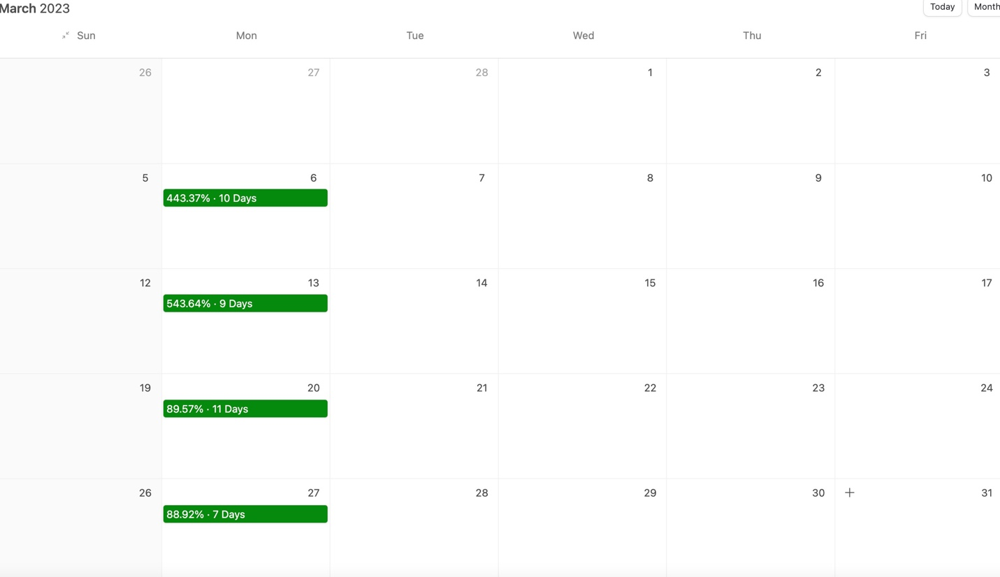 March 2023
Today Month
Sun Mon Tue Wed Thu Fri
26 27 28 1 2 3
5 6 7 8 9 10
443.37% · 10 Days
12 13 14 15 16 17
543.64% · 9 Days
19 20 21 22 23 24
89.57% · 11 Days
26 27 28 29 30 31
88.92% · 7 Days